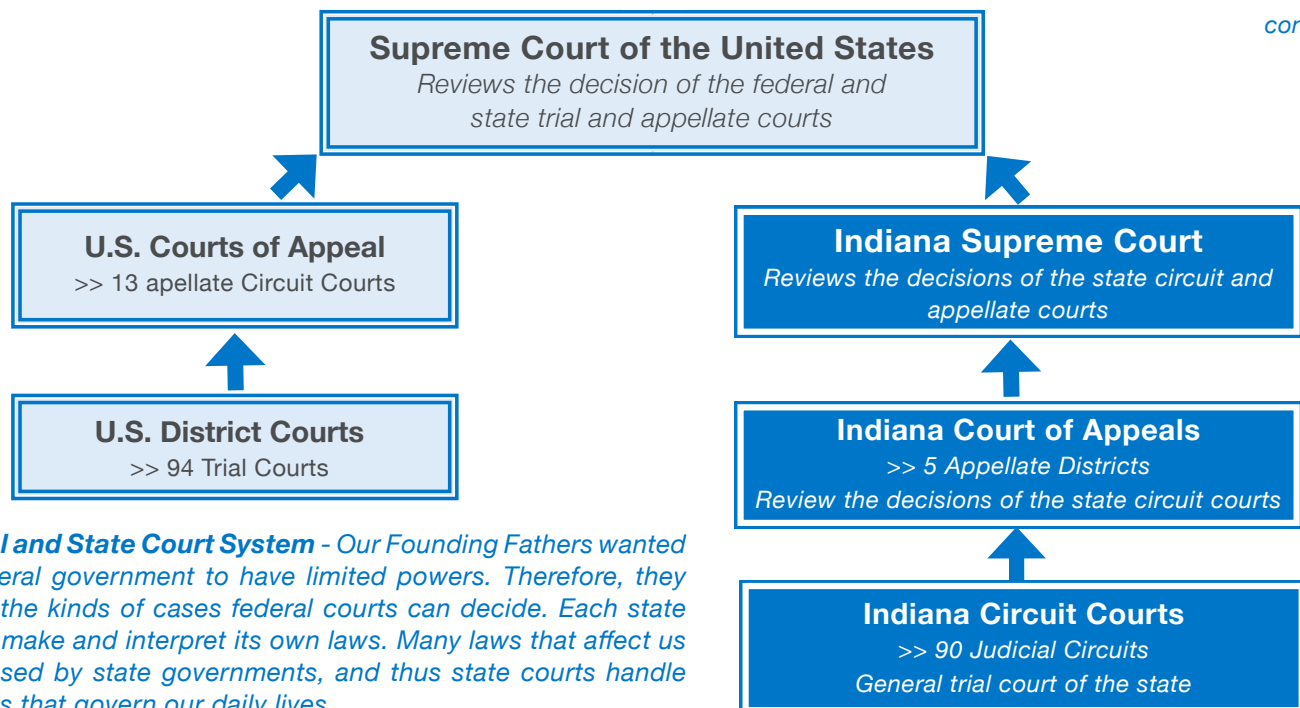 Supreme Court of the United States
Reviews the decision of the federal and
state trial and appellate courts
U.S. Courts of Appeal
>> 13 apellate Circuit Courts
U.S. District Courts
>> 94 Trial Courts
Indiana Supreme Court
Reviews the decisions of the state circuit and
appellate courts
Indiana Court of Appeals
>> 5 Appellate Districts
Review the decisions of the state circuit courts
Indiana Circuit Courts
>> 90 Judicial Circuits
General trial court of the state
l and State Court System - Our Founding Fathers wanted
eral government to have limited powers. Therefore, they
the kinds of cases federal courts can decide. Each state
make and interpret its own laws. Many laws that affect us
sed by state governments, and thus state courts handle
s that govern our daily lives